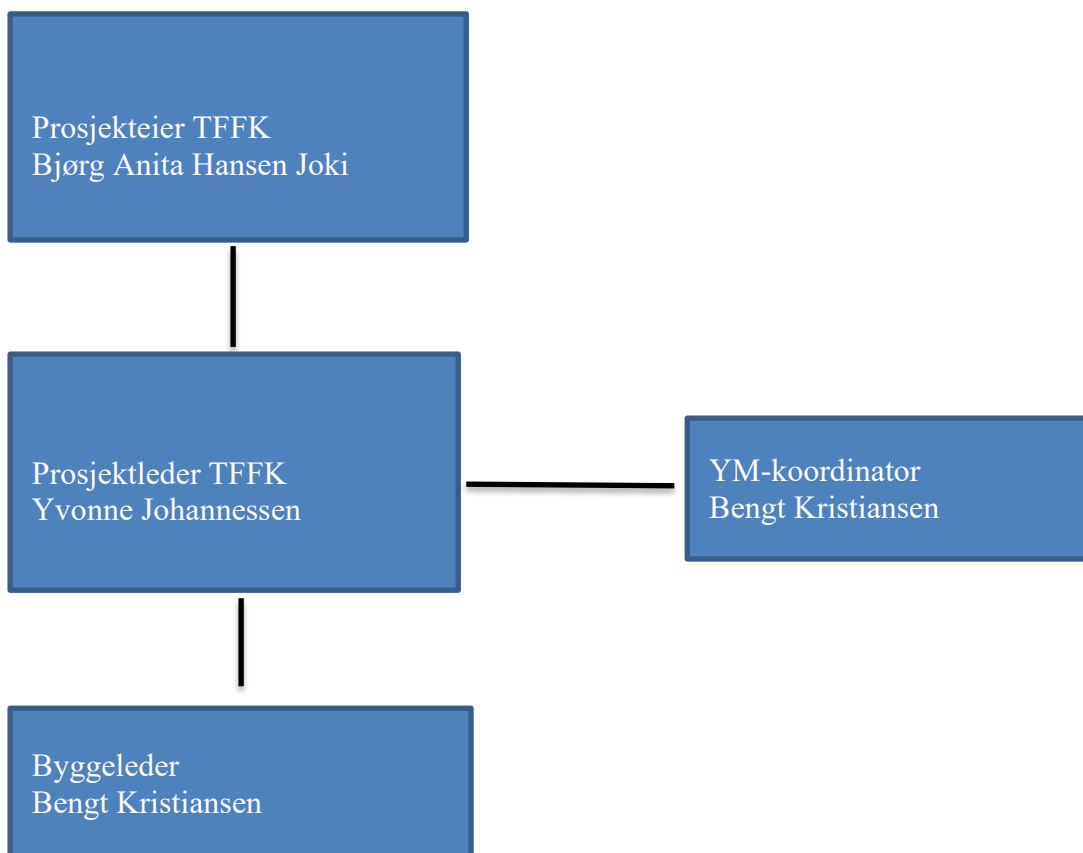 Prosjekteier TFFK
Bjørg Anita Hansen Joki
Prosjektleder TFFK
Yvonne Johannessen
YM-koordinator
Bengt Kristiansen
Byggeleder
Bengt Kristiansen